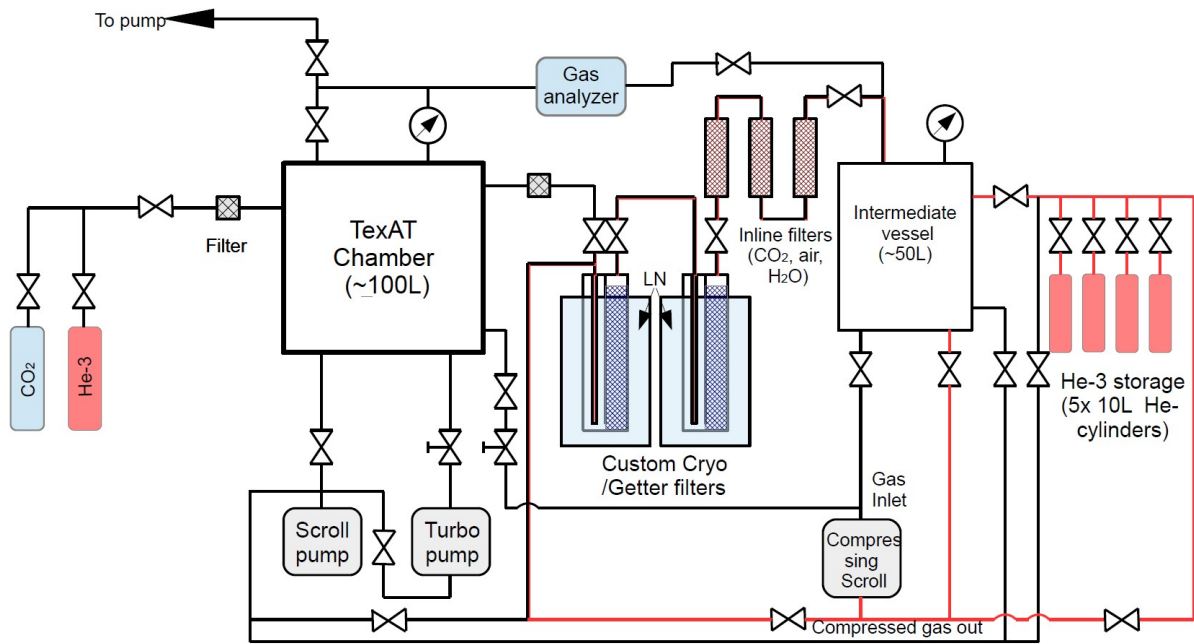 To pump
Gas
analyzer
TexAT
Chamber
(~100L)
Filter
Inline filters
(CO₂, air,
H₂O)
Intermediate
vessel
(~50L)
LN
CO₂
He-3
He-3 storage
(5x 10L He-
cylinders)
Custom Cryo
/Getter filters
Gas
Inlet
Scroll
pump
Turbo
pump
Compres
sing
Scroll
Compressed gas out